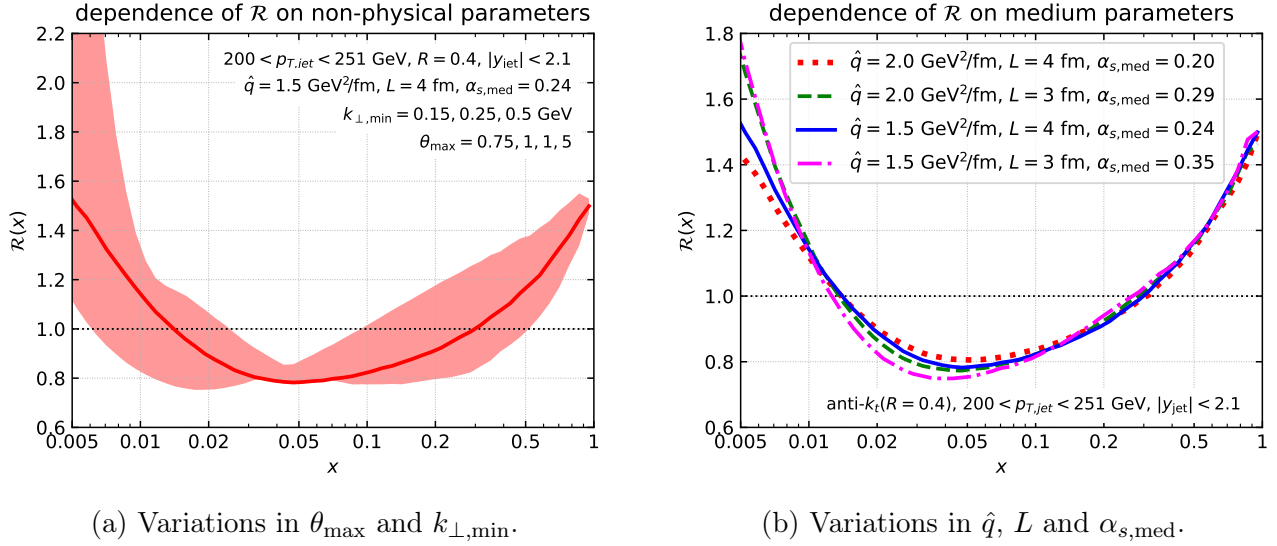 dependence of ℛ on non-physical parameters
2.2
2.0
1.8
1.6
1.4
1.2
1.0
0.8
0.6
ℛ(x)
200 < p_{T,jet} < 251 GeV, R = 0.4, |y_{jet}| < 2.1
q̂ = 1.5 GeV²/fm, L = 4 fm, α_{s,med} = 0.24
k_{⊥,min} = 0.15, 0.25, 0.5 GeV
θ_{max} = 0.75, 1, 1, 5
0.005 0.01 0.02 0.05 0.1 0.2 0.5 1
x
(a) Variations in θ_{max} and k_{⊥,min}.
dependence of ℛ on medium parameters
1.8
1.6
1.4
1.2
1.0
0.8
0.6
ℛ(x)
q̂ = 2.0 GeV²/fm, L = 4 fm, α_{s,med} = 0.20
q̂ = 2.0 GeV²/fm, L = 3 fm, α_{s,med} = 0.29
q̂ = 1.5 GeV²/fm, L = 4 fm, α_{s,med} = 0.24
q̂ = 1.5 GeV²/fm, L = 3 fm, α_{s,med} = 0.35
anti-k_t(R = 0.4), 200 < p_{T,jet} < 251 GeV, |y_{jet}| < 2.1
0.005 0.01 0.02 0.05 0.1 0.2 0.5 1
x
(b) Variations in q̂, L and α_{s,med}.